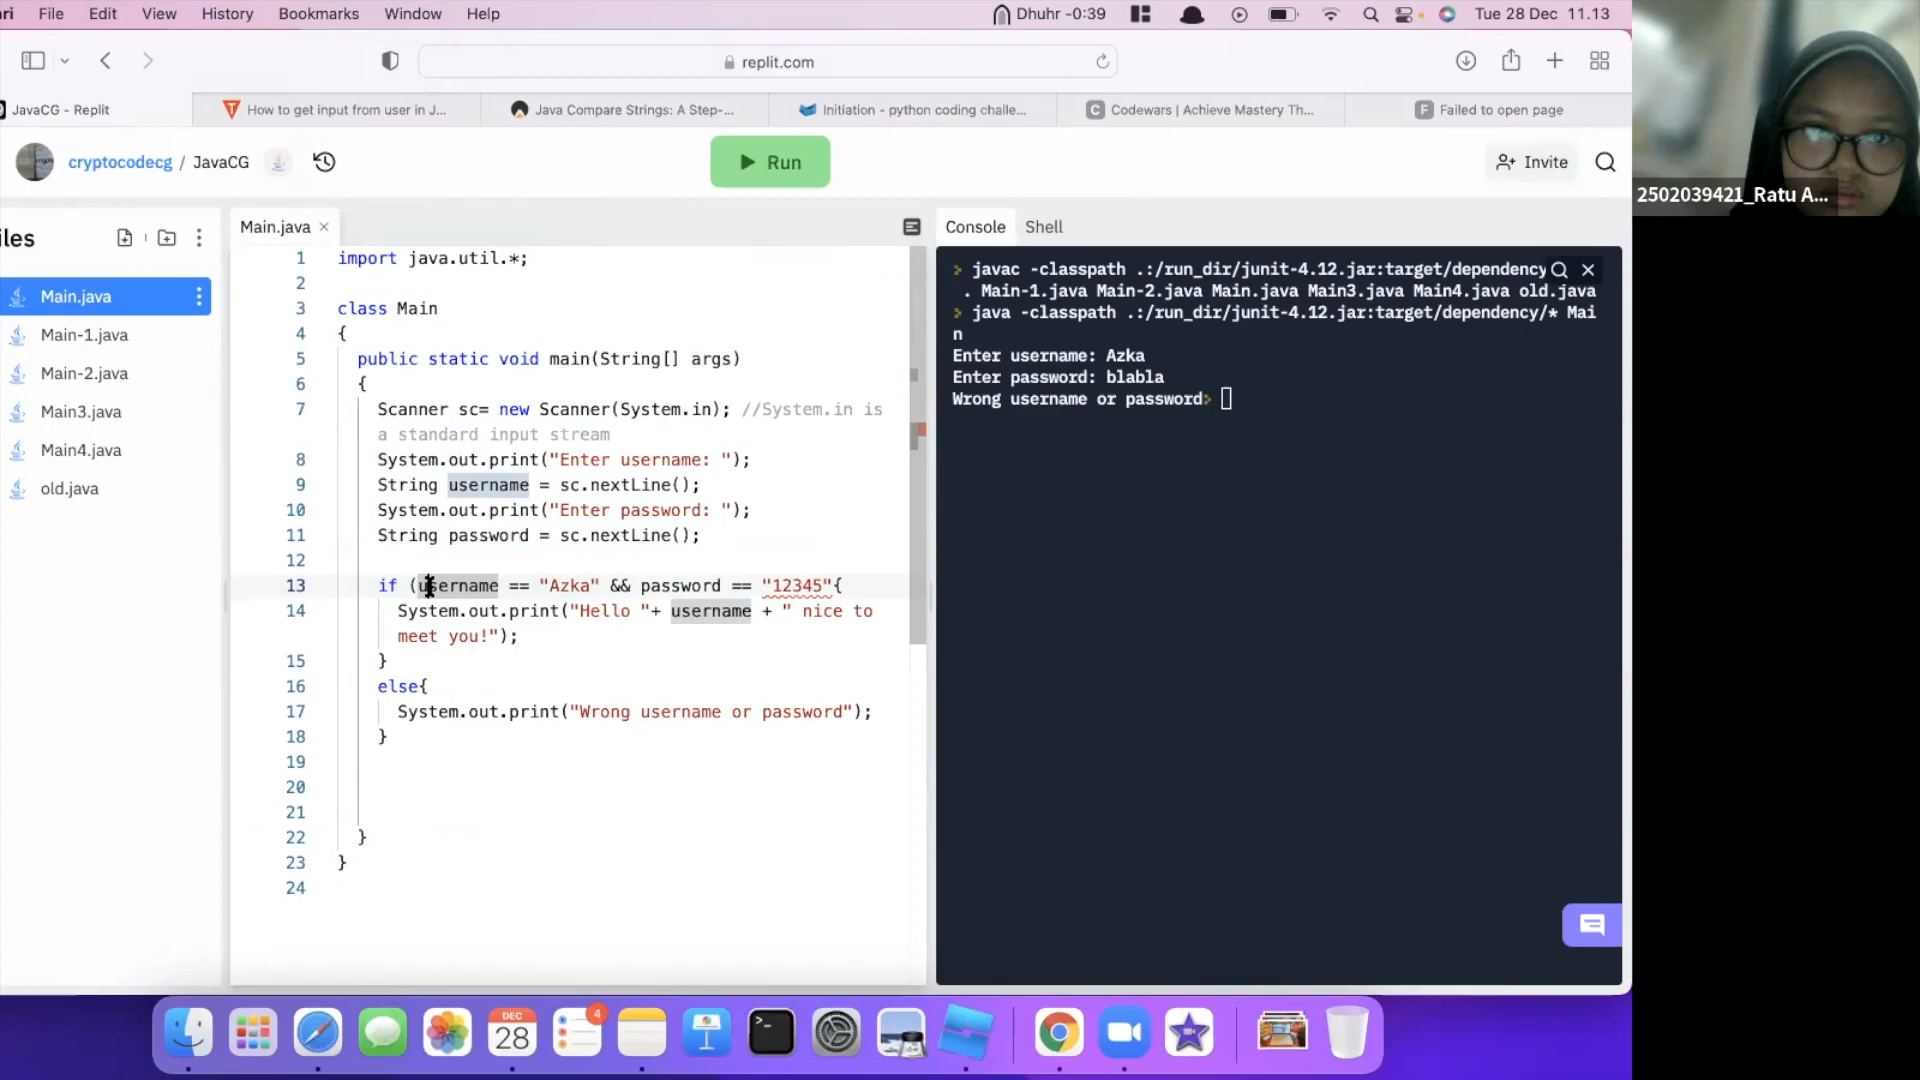 ri File Edit View History Bookmarks Window Help Dhuhr -0:39 Tue 28 Dec 11.13
replit.com
JavaCG - Replit How to get input from user in J... Java Compare Strings: A Step-... Initiation - python coding challe... Codewars | Achieve Mastery Th... Failed to open page
cryptocodecg / JavaCG Run Invite
2502039421_Ratu A...
iles
Main.java
Main-1.java
Main-2.java
Main3.java
Main4.java
old.java
Main.java
1 import java.util.*;
2
3 class Main
4 {
5 public static void main(String[] args)
6 {
7 Scanner sc= new Scanner(System.in); //System.in is
a standard input stream
8 System.out.print("Enter username: ");
9 String username = sc.nextLine();
10 System.out.print("Enter password: ");
11 String password = sc.nextLine();
12
13 if (username == "Azka" && password == "12345"{
14 System.out.print("Hello "+ username + " nice to
meet you!");
15 }
16 else{
17 System.out.print("Wrong username or password");
18 }
19
20
21
22 }
23 }
24
Console Shell
javac -classpath .:/run_dir/junit-4.12.jar:target/dependency
. Main-1.java Main-2.java Main.java Main3.java Main4.java old.java
java -classpath .:/run_dir/junit-4.12.jar:target/dependency/* Mai
n
Enter username: Azka
Enter password: blabla
Wrong username or password
DEC
28
4